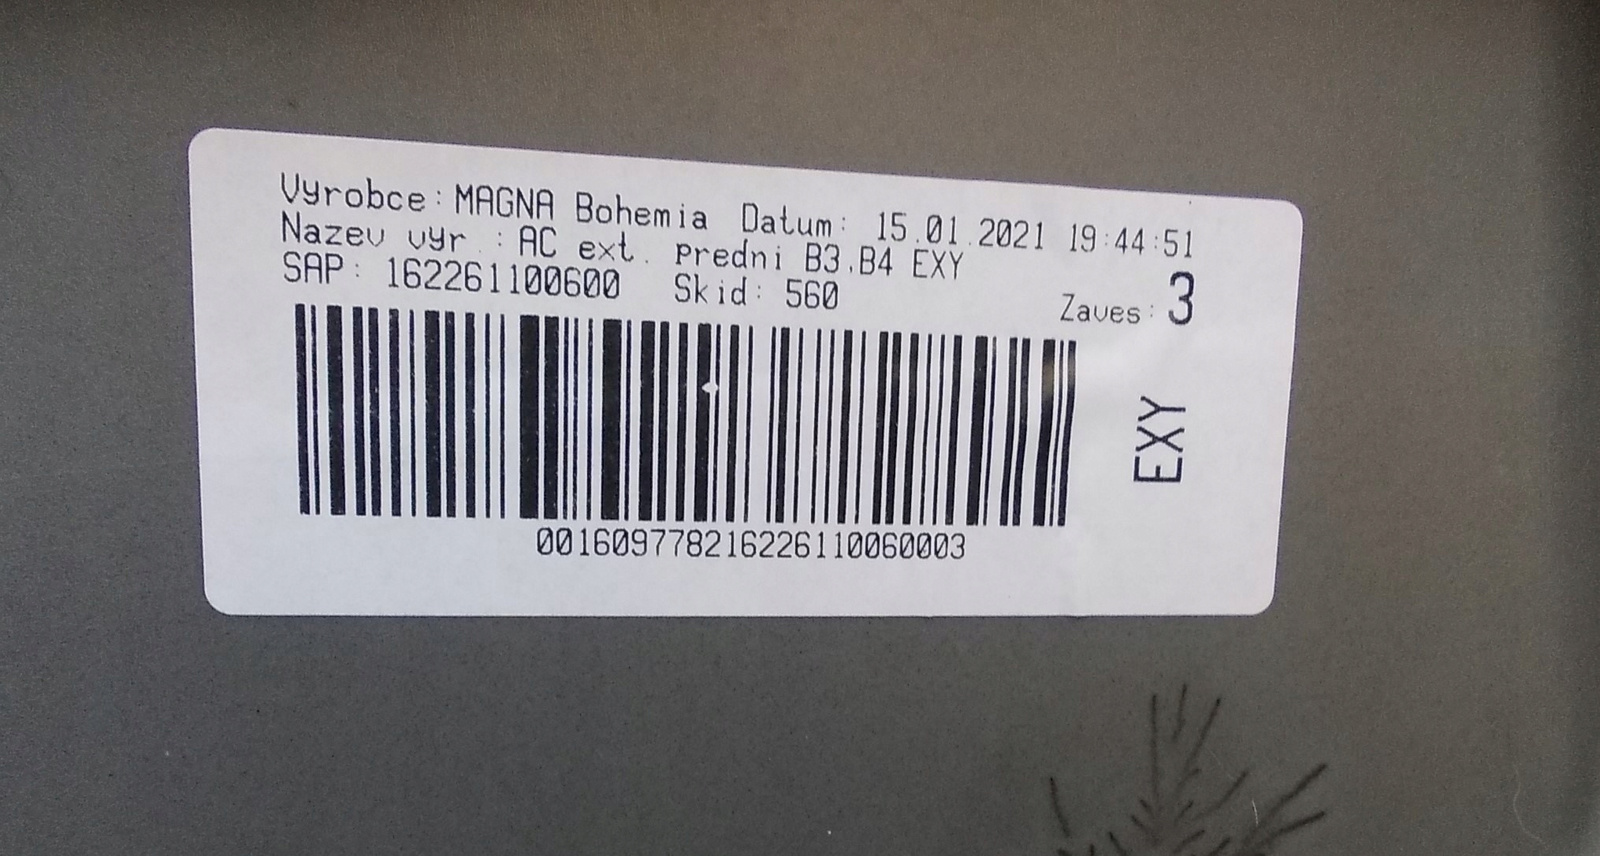 Vyrobce: MAGNA Bohemia Datum: 15.01.2021 19:44:51
Nazev vyr : AC ext. predni B3,B4 EXY
SAP: 162261100600 Skid: 560
Zaves: 3
EXY
001609778216226110060003